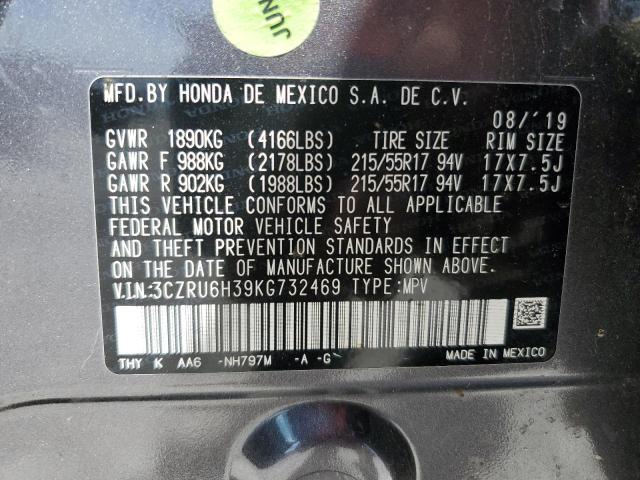 JUN
MFD.BY HONDA DE MEXICO S.A. DE C.V.
08/'19
GVWR 1890KG (4166LBS) TIRE SIZE RIM SIZE
GAWR F 988KG (2178LBS) 215/55R17 94V 17X7.5J
GAWR R 902KG (1988LBS) 215/55R17 94V 17X7.5J
THIS VEHICLE CONFORMS TO ALL APPLICABLE
FEDERAL MOTOR VEHICLE SAFETY
AND THEFT PREVENTION STANDARDS IN EFFECT
ON THE DATE OF MANUFACTURE SHOWN ABOVE.
V.I.N.:3CZRU6H39KG732469 TYPE:MPV
THY K AA6 -NH797M -A -G
MADE IN MEXICO